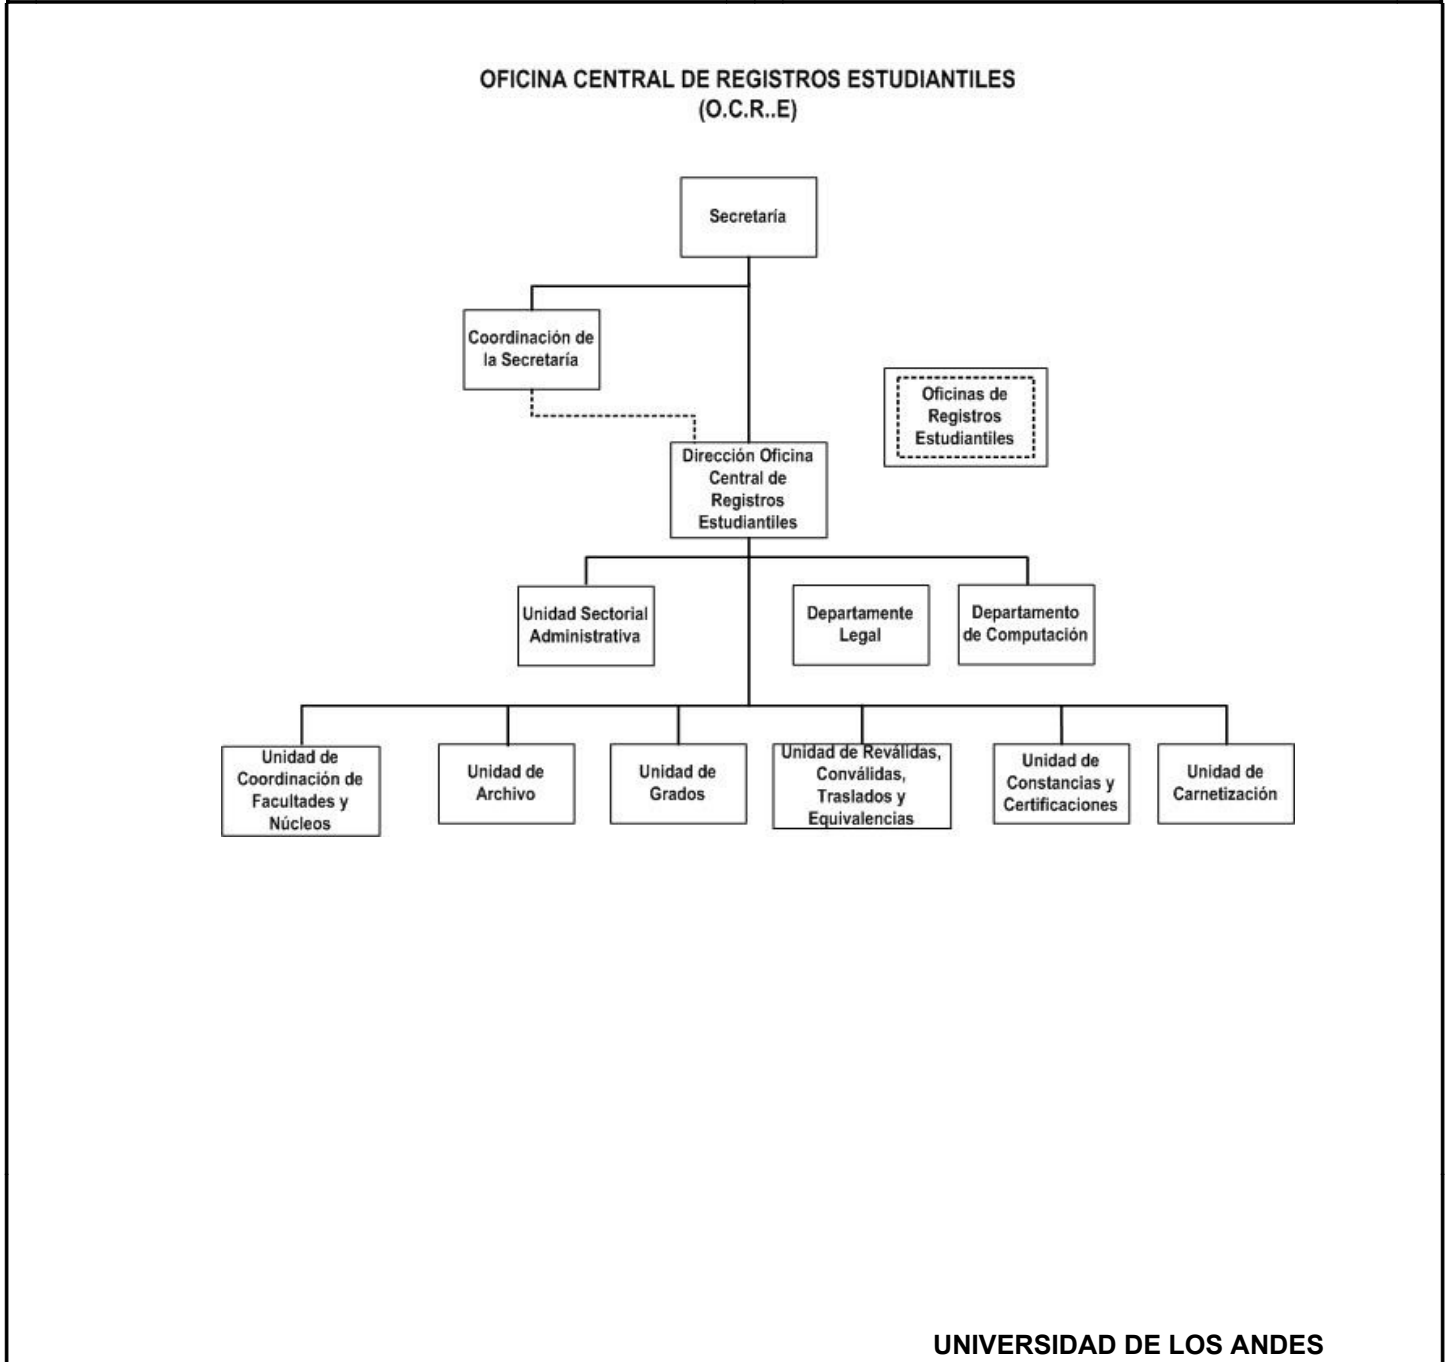 OFICINA CENTRAL DE REGISTROS ESTUDIANTILES
(O.C.R..E)
Secretaría
Coordinación de
la Secretaría
Oficinas de
Registros
Estudiantiles
Dirección Oficina
Central de
Registros
Estudiantiles
Unidad Sectorial
Administrativa
Departamente
Legal
Departamento
de Computación
Unidad de
Coordinación de
Facultades y
Núcleos
Unidad de
Archivo
Unidad de
Grados
Unidad de Reválidas,
Conválidas,
Traslados y
Equivalencias
Unidad de
Constancias y
Certificaciones
Unidad de
Carnetización
UNIVERSIDAD DE LOS ANDES